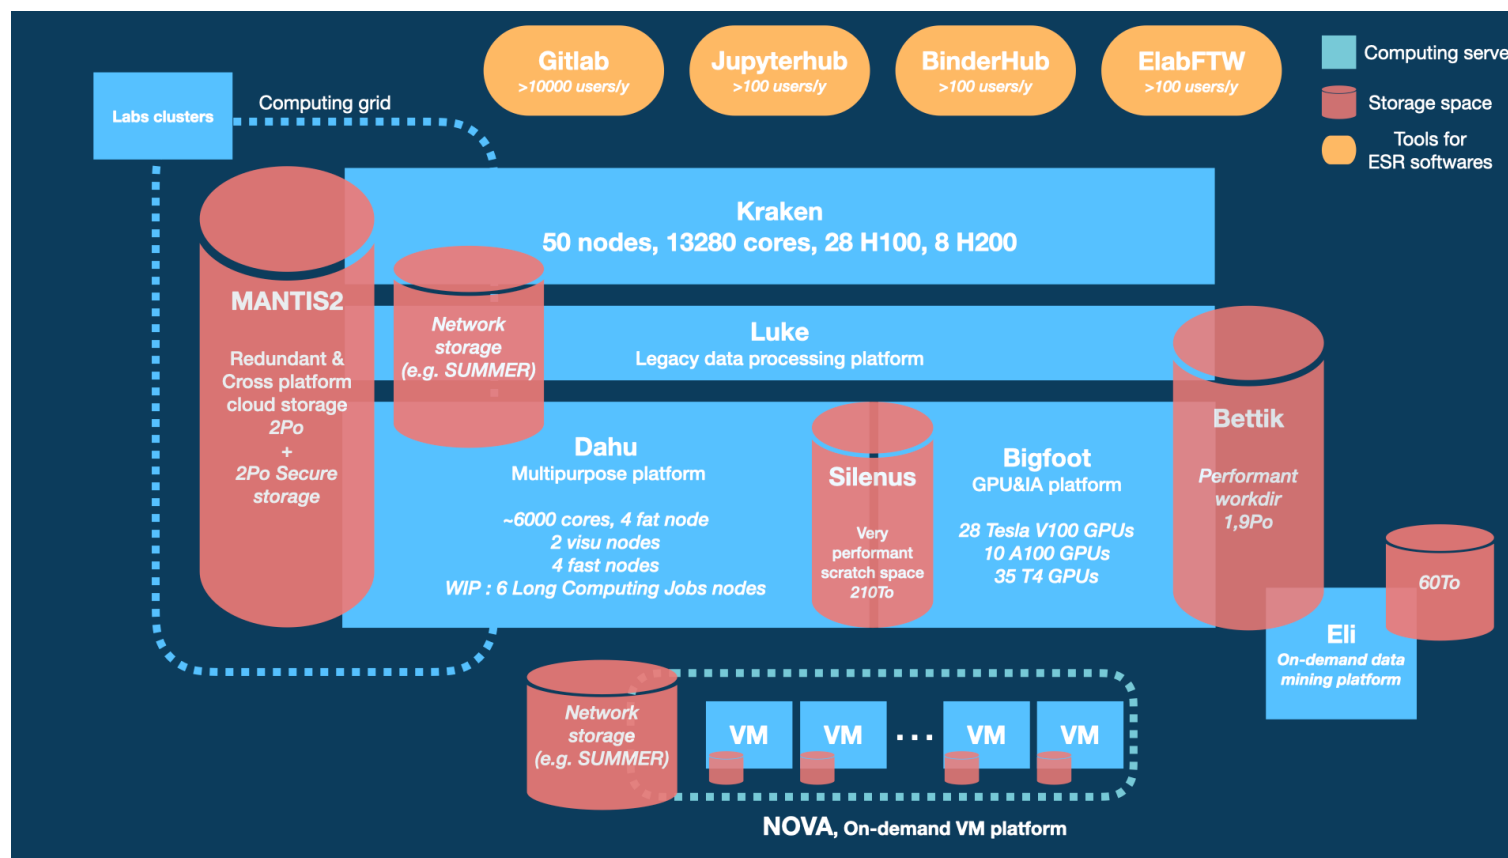 Gitlab
>10000 users/y
Jupyterhub
>100 users/y
BinderHub
>100 users/y
ElabFTW
>100 users/y
Computing serve
Storage space
Tools for
ESR softwares
Labs clusters
Computing grid
Kraken
50 nodes, 13280 cores, 28 H100, 8 H200
MANTIS2
Redundant &
Cross platform
cloud storage
2Po
+
2Po Secure
storage
Network
storage
(e.g. SUMMER)
Luke
Legacy data processing platform
Dahu
Multipurpose platform
~6000 cores, 4 fat node
2 visu nodes
4 fast nodes
WIP : 6 Long Computing Jobs nodes
Silenus
Very
performant
scratch space
210To
Bigfoot
GPU&IA platform
28 Tesla V100 GPUs
10 A100 GPUs
35 T4 GPUs
Bettik
Performant
workdir
1,9Po
60To
Eli
On-demand data
mining platform
Network
storage
(e.g. SUMMER)
VM
VM
...
VM
VM
NOVA, On-demand VM platform